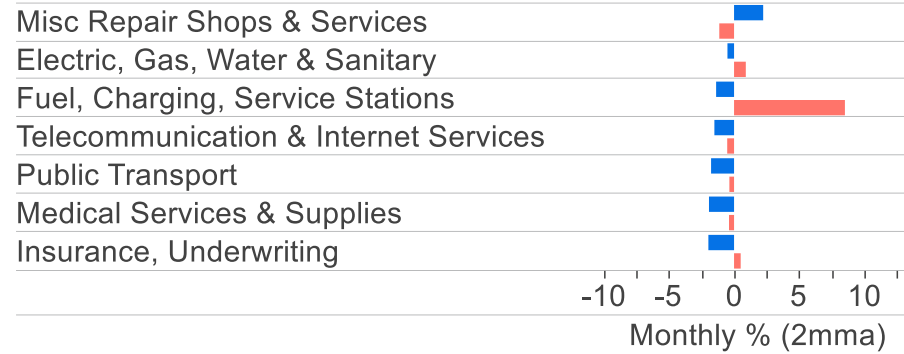 Misc Repair Shops & Services
Electric, Gas, Water & Sanitary
Fuel, Charging, Service Stations
Telecommunication & Internet Services
Public Transport
Medical Services & Supplies
Insurance, Underwriting
-10 -5 0 5 10
Monthly % (2mma)